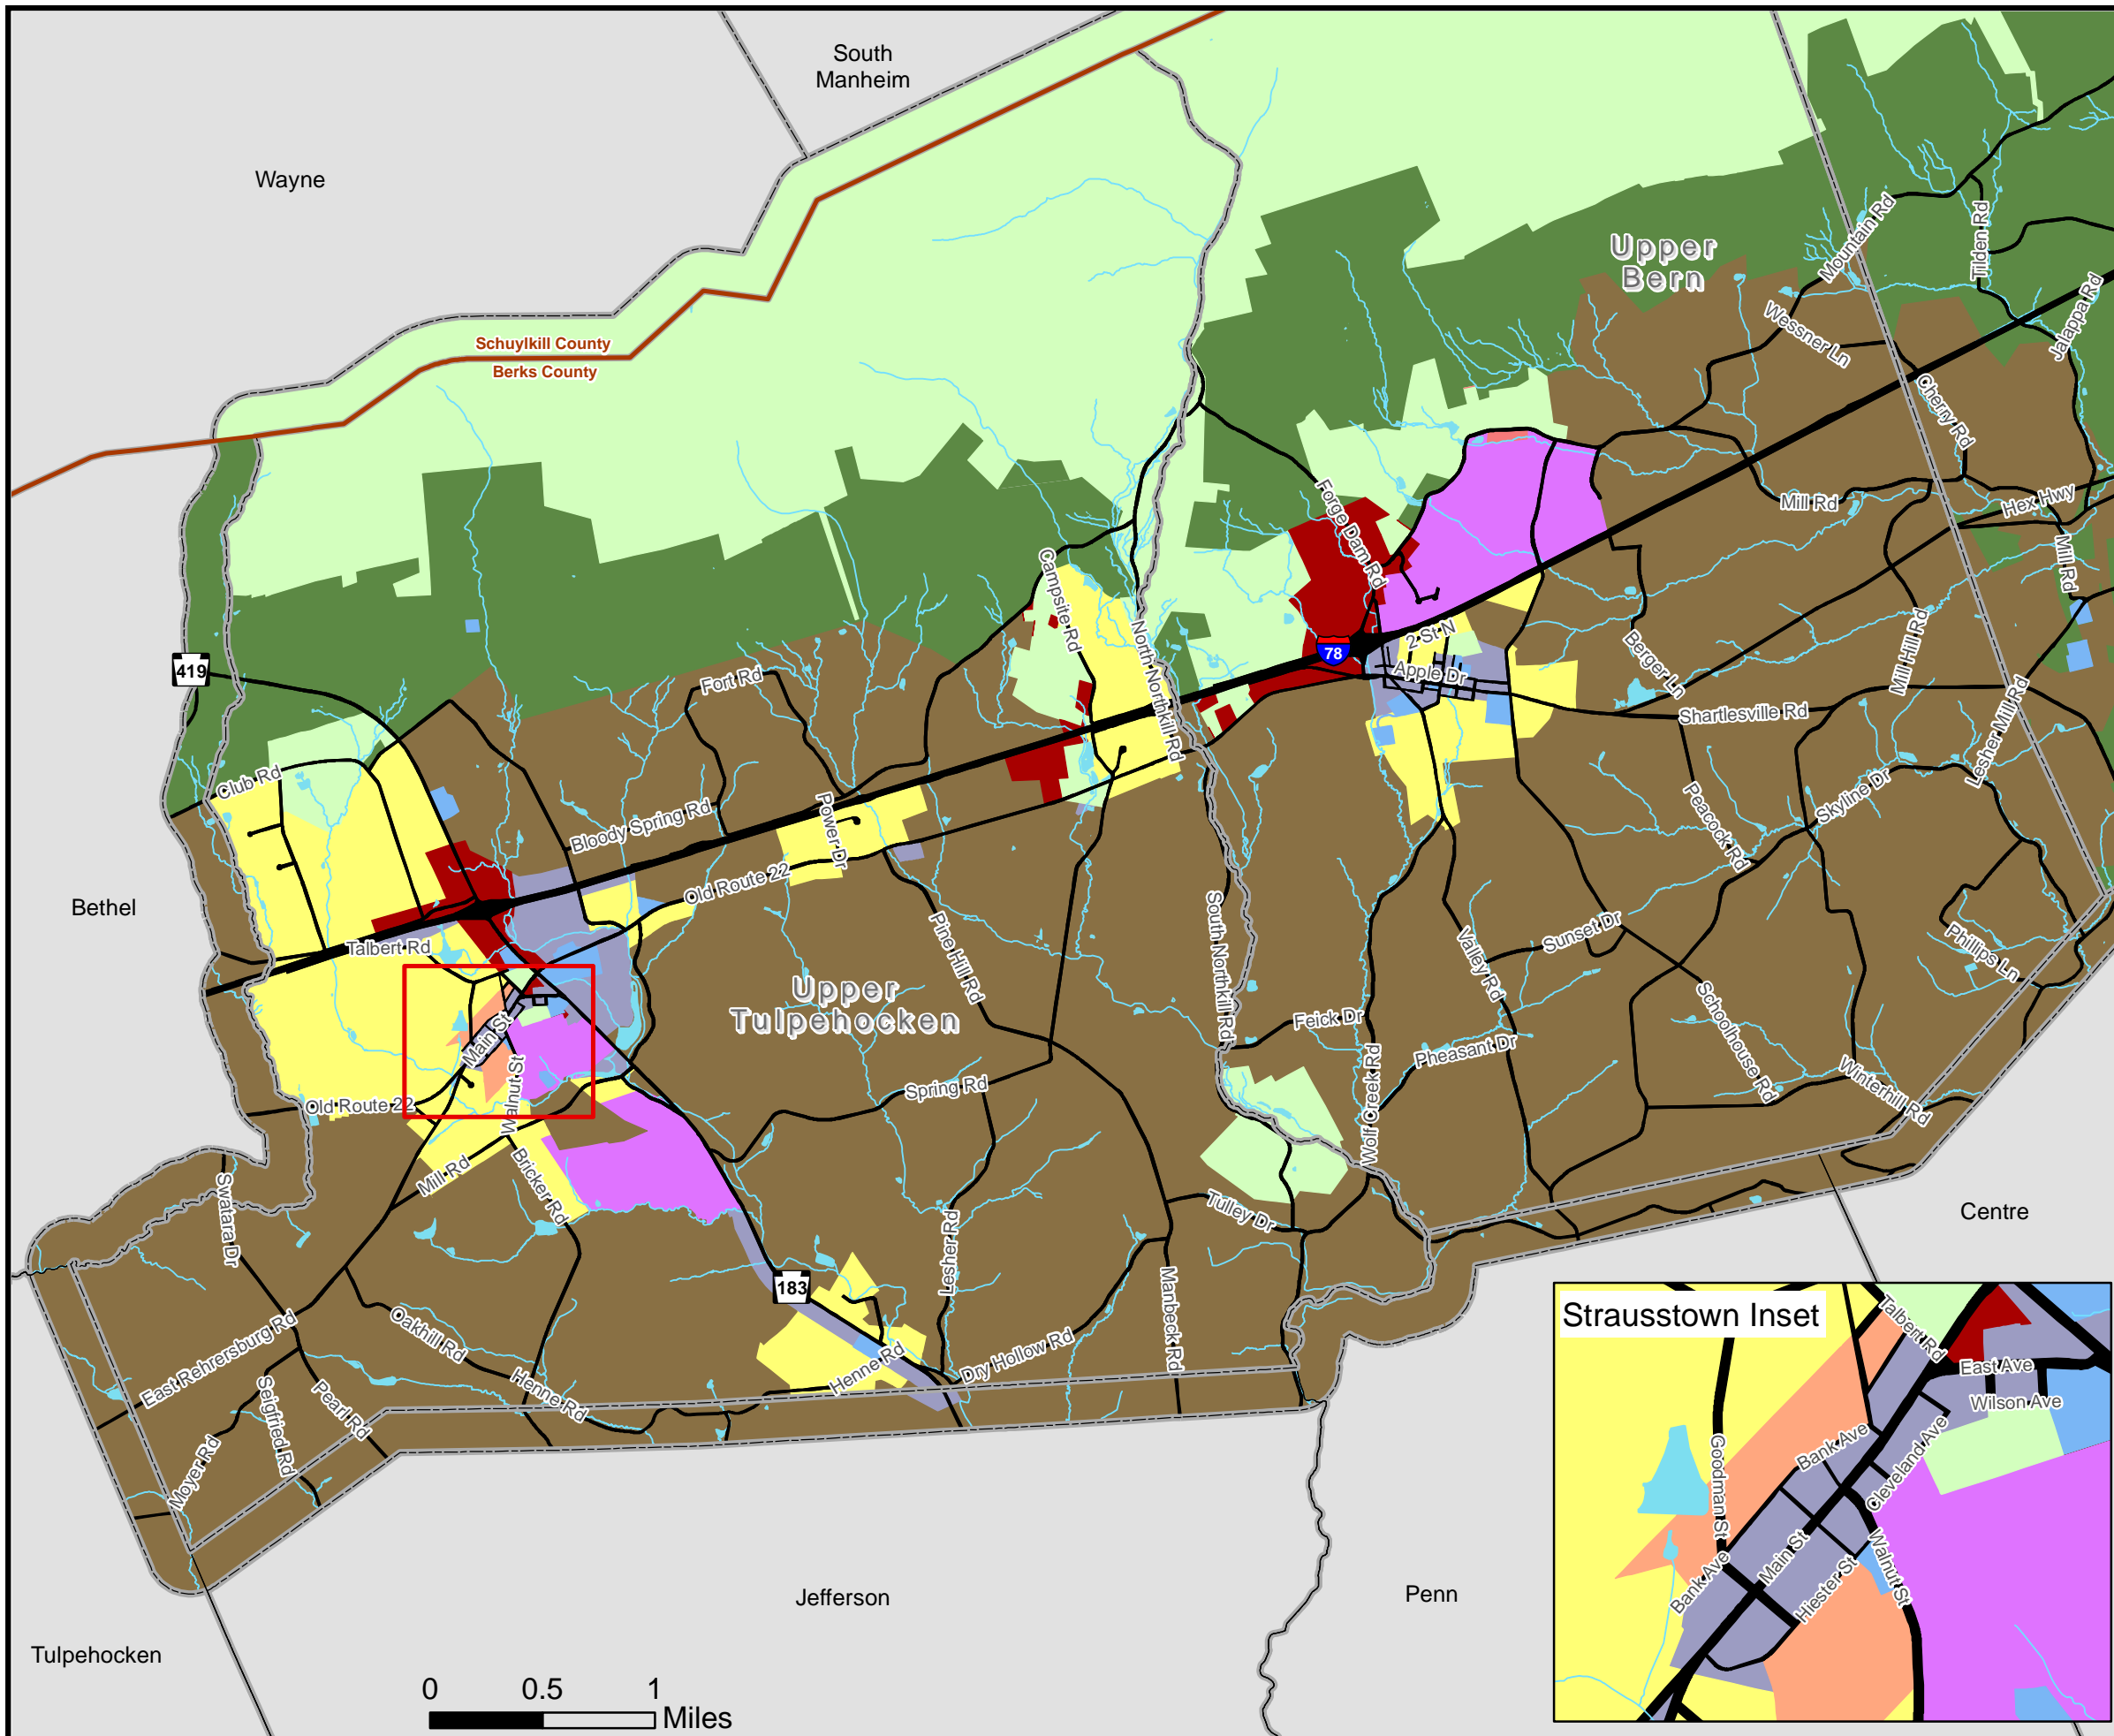 South
Manheim
Wayne
Upper
Bern
Mountain Rd
Tilden Rd
Wessner Ln
Jalappa Rd
Schuylkill County
Berks County
Cherry Rd
Mill Rd
Hex Hwy
Forge Dam Rd
Mill Rd
Campsite Rd
North Northkill Rd
2 St N
78
Apple Dr
Berger Ln
Mill Hill Rd
419
Fort Rd
Shartlesville Rd
Lesher Mill Rd
Club Rd
Bloody Spring Rd
Power Dr
Peacock Rd
Skyline Dr
Old Route 22
Bethel
Talbert Rd
Pine Hill Rd
South Northkill Rd
Valley Rd
Sunset Dr
Phillips Ln
Upper
Tulpehocken
Main St
Feick Dr
Pheasant Dr
Schoolhouse Rd
Winterhill Rd
Walnut St
Old Route 22
Spring Rd
Wolf Creek Rd
Mill Rd
Bricker Rd
Swatara Dr
Lesher Rd
Tulley Dr
Centre
183
Manbeck Rd
East Rehrersburg Rd
Oakhill Rd
Henne Rd
Dry Hollow Rd
Henne Rd
Seigfried Rd
Pearl Rd
Moyer Rd
Strausstown Inset
Talbert Rd
East Ave
Wilson Ave
Goodman St
Bank Ave
Cleveland Ave
Bank Ave
Main St
Hiester St
Walnut St
Jefferson
Penn
Tulpehocken
0 0.5 1
Miles